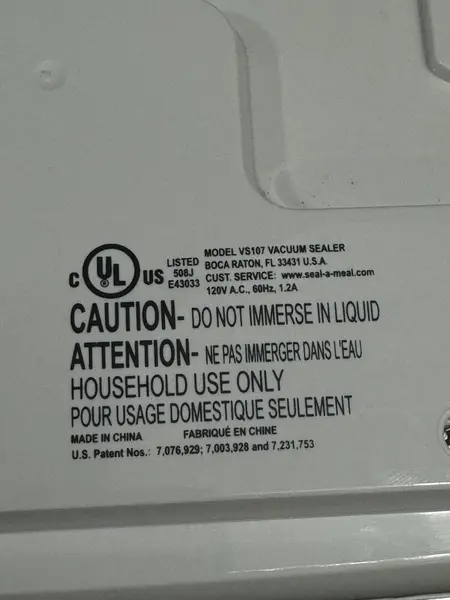 MODEL VS107 VACUUM SEALER
BOCA RATON, FL 33431 U.S.A.
CUST. SERVICE: www.seal-a-meal.com
120V A.C., 60Hz, 1.2A
C UL ® US
LISTED
508J
E43033
CAUTION- DO NOT IMMERSE IN LIQUID
ATTENTION- NE PAS IMMERGER DANS L'EAU
HOUSEHOLD USE ONLY
POUR USAGE DOMESTIQUE SEULEMENT
MADE IN CHINA FABRIQUÉ EN CHINE
U.S. Patent Nos.: 7,076,929; 7,003,928 and 7,231,753